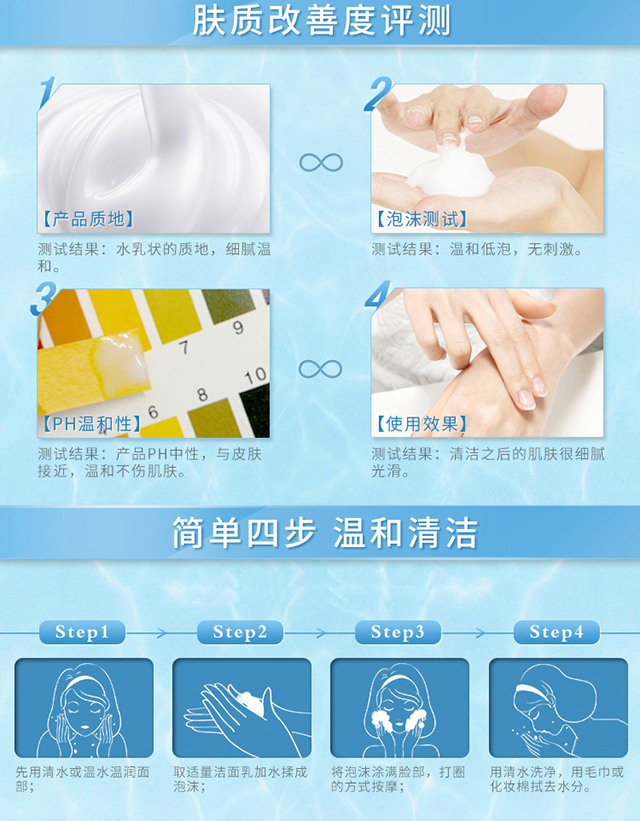 肤质改善度评测
1
2
【产品质地】
【泡沫测试】
测试结果：水乳状的质地，细腻温
和。
测试结果：温和低泡，无刺激。
3
4
7
9
6
8
10
4
【PH温和性】
【使用效果】
测试结果：产品PH中性，与皮肤
接近，温和不伤肌肤。
测试结果：清洁之后的肌肤很细腻
光滑。
简单四步 温和清洁
Step1
Step2
Step3
Step4
先用清水或温水温润面
部；
取适量洁面乳加水揉成
泡沫；
将泡沫涂满脸部，打圈
的方式按摩；
用清水洗净，用毛巾或
化妆棉拭去水分。